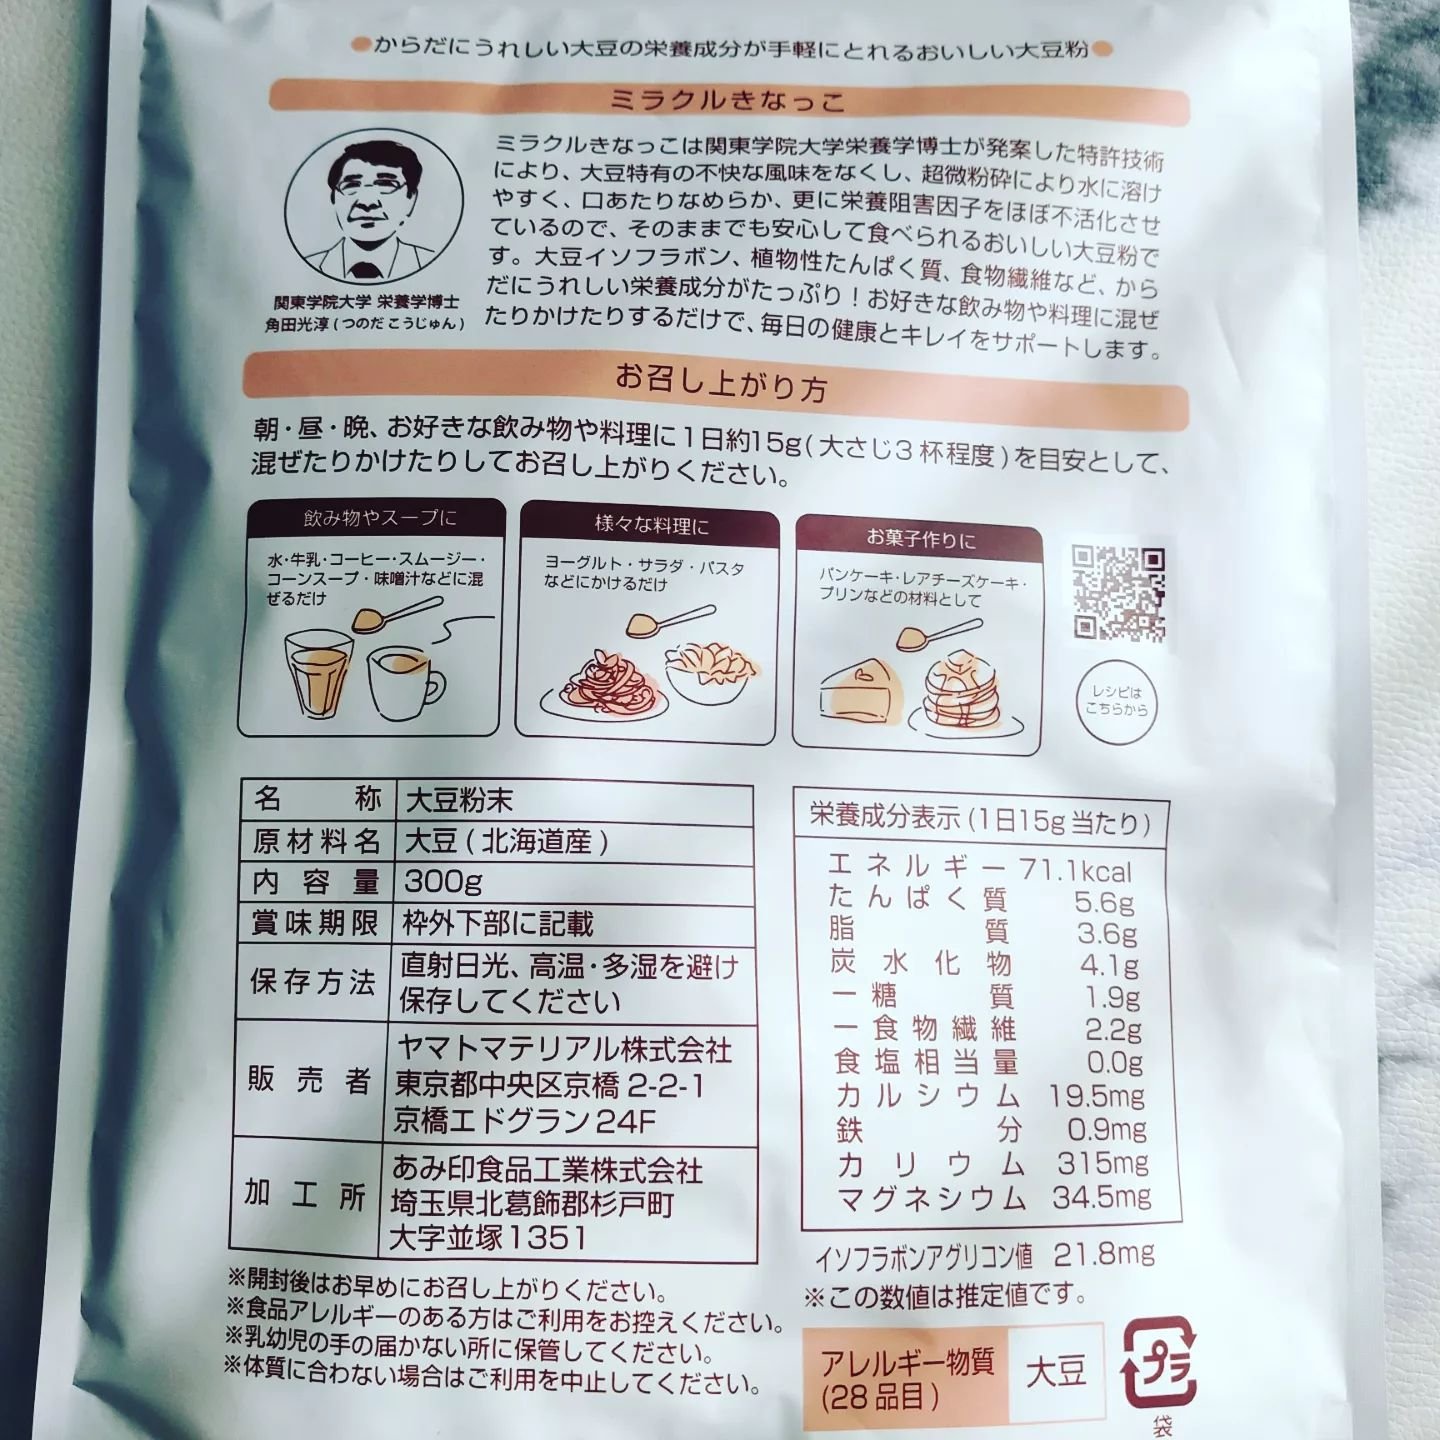 ●からだにうれしい大豆の栄養成分が手軽にとれるおいしい大豆粉●
ミラクルきなっこ
ミラクルきなっこは関東学院大学栄養学博士が発案した特許技術
により、大豆特有の不快な風味をなくし、超微粉砕により水に溶け
やすく、口あたりなめらか、更に栄養阻害因子をほぼ不活化させ
ているので、そのままでも安心して食べられるおいしい大豆粉で
す。大豆イソフラボン、植物性たんぱく質、食物繊維など、から
だにうれしい栄養成分がたっぷり！お好きな飲み物や料理に混ぜ
たりかけたりするだけで、毎日の健康とキレイをサポートします。
関東学院大学 栄養学博士
角田光淳(つのだこうじゅん)
お召し上がり方
朝・昼・晩、お好きな飲み物や料理に1日約15g(大さじ3杯程度)を目安として、
混ぜたりかけたりしてお召し上がりください。
飲み物やスープに
水・牛乳・コーヒー・スムージー・
コーンスープ・味噌汁などに混
ぜるだけ
様々な料理に
ヨーグルト・サラダ・パスタ
などにかけるだけ
お菓子作りに
パンケーキ・レアチーズケーキ・
プリンなどの材料として
レシピは
こちらから
名称 大豆粉末
原材料名 大豆(北海道産)
内容量 300g
賞味期限 枠外下部に記載
保存方法 直射日光、高温・多湿を避け
保存してください
販売者 ヤマトマテリアル株式会社
東京都中央区京橋2-2-1
京橋エドグラン24F
加工所 あみ印食品工業株式会社
埼玉県北葛飾郡杉戸町
大字並塚1351
※開封後はお早めにお召し上がりください。
※食品アレルギーのある方はご利用をお控えください。
※乳幼児の手の届かない所に保管してください。
※体質に合わない場合はご利用を中止してください。
栄養成分表示(1日15g当たり)
エネルギー 71.1kcal
たんぱく質 5.6g
脂質 3.6g
炭水化物 4.1g
ー糖質 1.9g
ー食物繊維 2.2g
食塩相当量 0.0g
カルシウム 19.5mg
鉄分 0.9mg
カリウム 315mg
マグネシウム 34.5mg
イソフラボンアグリコン値 21.8mg
※この数値は推定値です。
アレルギー物質
(28品目)
大豆
プラ
袋